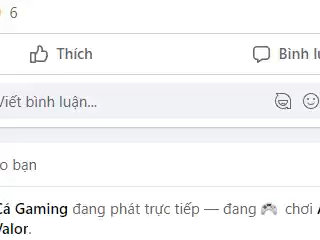 6
Thích
Bình
Viết bình luận...
bạn
Cá Gaming đang phát trực tiếp — đang 🎮 chơi
Valor.